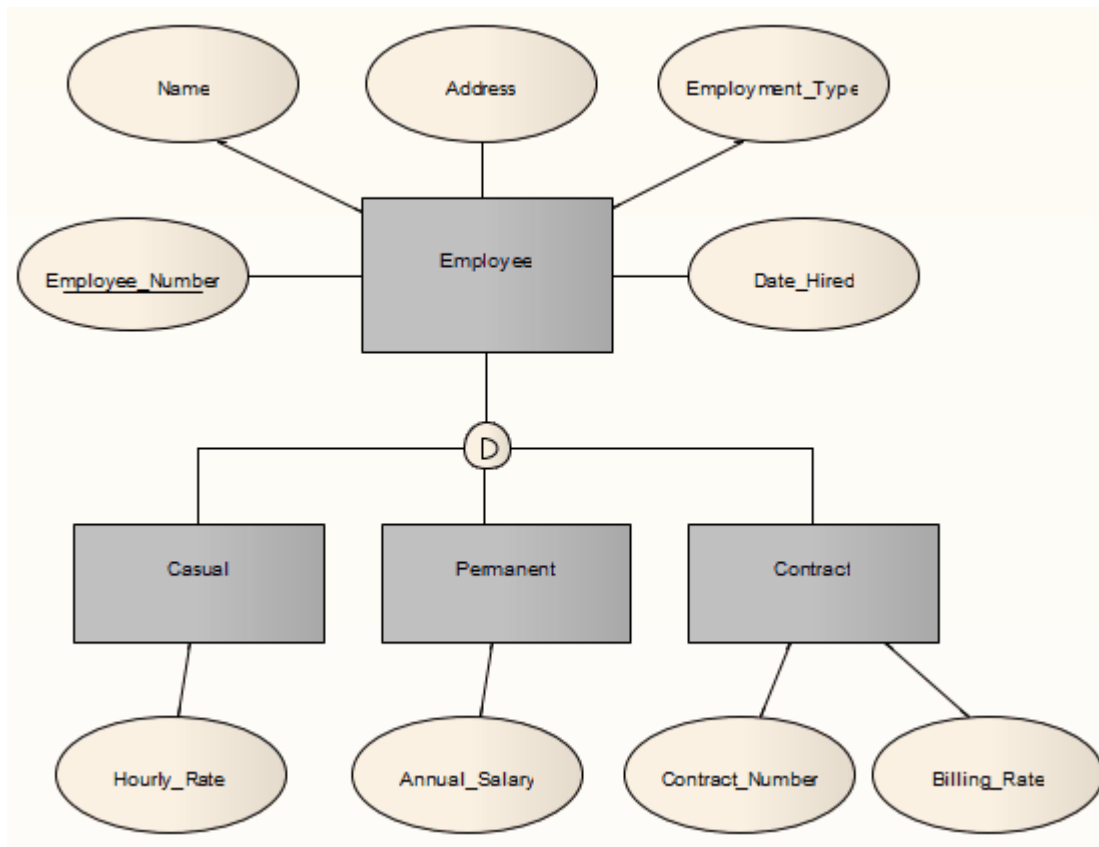 Name
Address
Employment_Type
Employee_Number
Employee
Date_Hired
D
Casual
Permanent
Contract
Hourly_Rate
Annual_Salary
Contract_Number
Billing_Rate